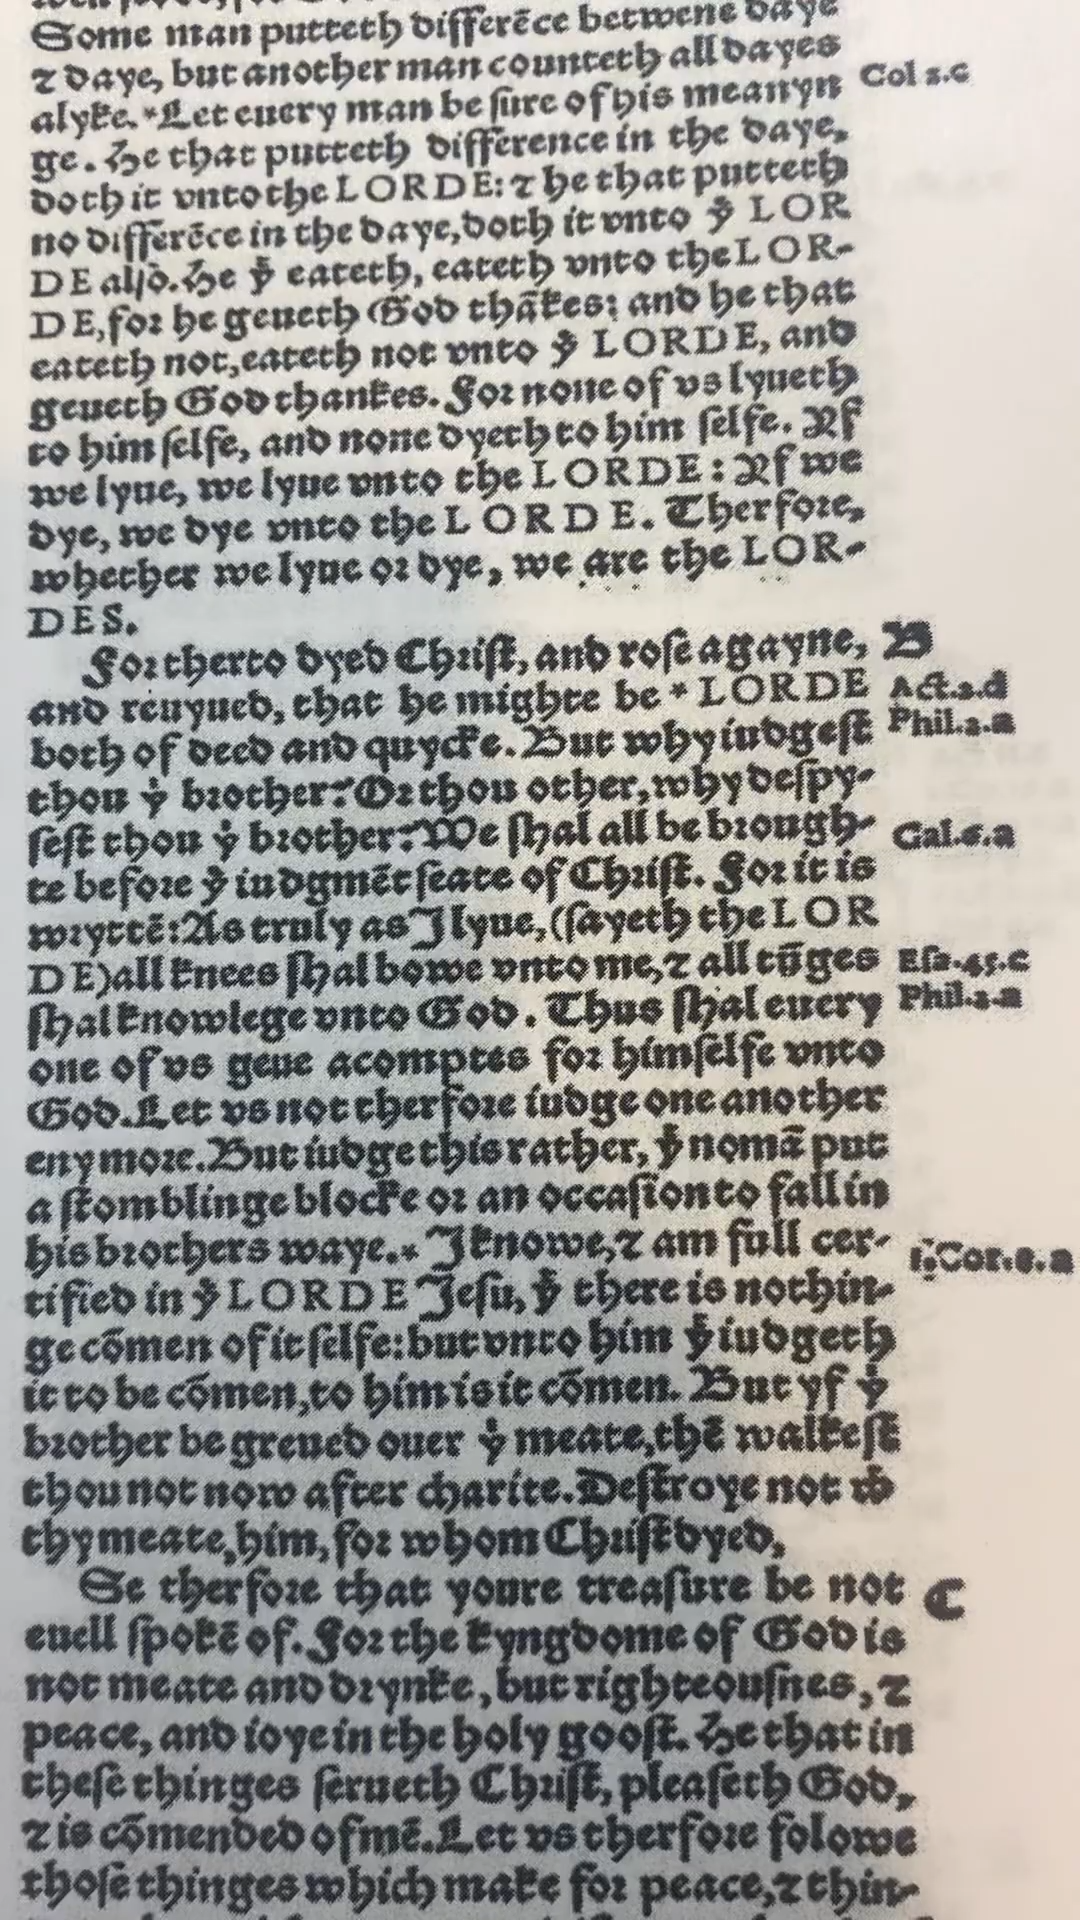 Some man putteth differēce betwene daye
⁊ daye, but another man counteth all dayes
alyke. *Let euery man be ſure of his meanyn
Col 2.c
ge. He that putteth difference in the daye,
doth it vnto the LORDE: ⁊ he that putteth
no differēce in the daye, doth it vnto yͤ LOR
DE alſo. He yͭ eateth, eateth vnto the LOR-
DE, for he geueth God thākes: and he that
eateth not, eateth not vnto yͤ LORDE, and
geueth God thankes. For none of vs lyueth
to him ſelfe, and none dyeth to him ſelfe. Yf
we lyue, we lyue vnto the LORDE: Yf we
dye, we dye vnto the LORDE. Therfore,
whether we lyue or dye, we are the LOR-
DES.
For therto dyed Chriſt, and roſe agayne,
B
and reuyued, that he mighte be *LORDE
Act.2.d
both of deed and quycke. But why iudgeſt
Phil.2.a
thou yͥ brother? Or thou other, why deſpy-
ſeſt thou yͥ brother? We ſhal all be brough-
Gal.6.a
te before yͤ iudgmēt ſeate of Chriſt. For it is
wryttē: As truly as I lyue, (ſayeth the LOR
DE) all knees ſhal bowe vnto me, ⁊ all tūges
Eſa.45.c
ſhal knowlege vnto God. Thus ſhal euery
Phil.2.a
one of vs geue acomptes for himſelfe vnto
God. Let vs not therfore iudge one another
eny more. But iudge this rather, yͭ no mā put
a ſtomblinge blocke or an occaſion to fall in
his brothers waye.* I knowe, ⁊ am full cer-
1.Cor.8.a
tified in yͤ LORDE Jeſu, yͭ there is nothin-
ge cōmen of it ſelfe: but vnto him yͭ iudgeth
it to be cōmen, to him is it cōmen. But yf yͥ
brother be greued ouer yͥ meate, thē walkeſt
thou not now after charite. Deſtroye not wͭ
thy meate, him, for whom Chriſt dyed,
Se therfore that youre treaſure be not
C
euell ſpokē of. For the kyngdome of God is
not meate and drynke, but righteouſnes, ⁊
peace, and ioye in the holy gooſt. He that in
theſe thinges ſerueth Chriſt, pleaſeth God,
⁊ is cōmended of mē. Let vs therfore folowe
thoſe thinges which make for peace, ⁊ thin-